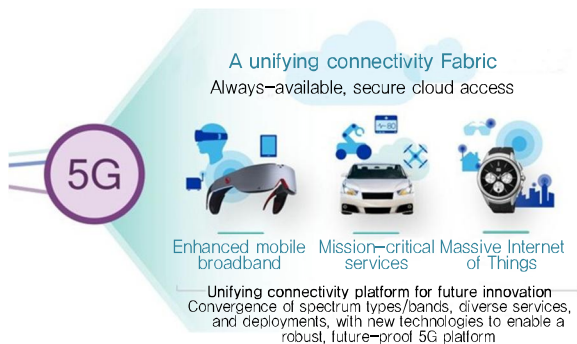 A unifying connectivity Fabric
Always-available, secure cloud access
5G
80
Enhanced mobile
broadband
Mission-critical
services
Massive Internet
of Things
Unifying connectivity platform for future innovation
Convergence of spectrum types/bands, diverse services,
and deployments, with new technologies to enable a
robust, future-proof 5G platform